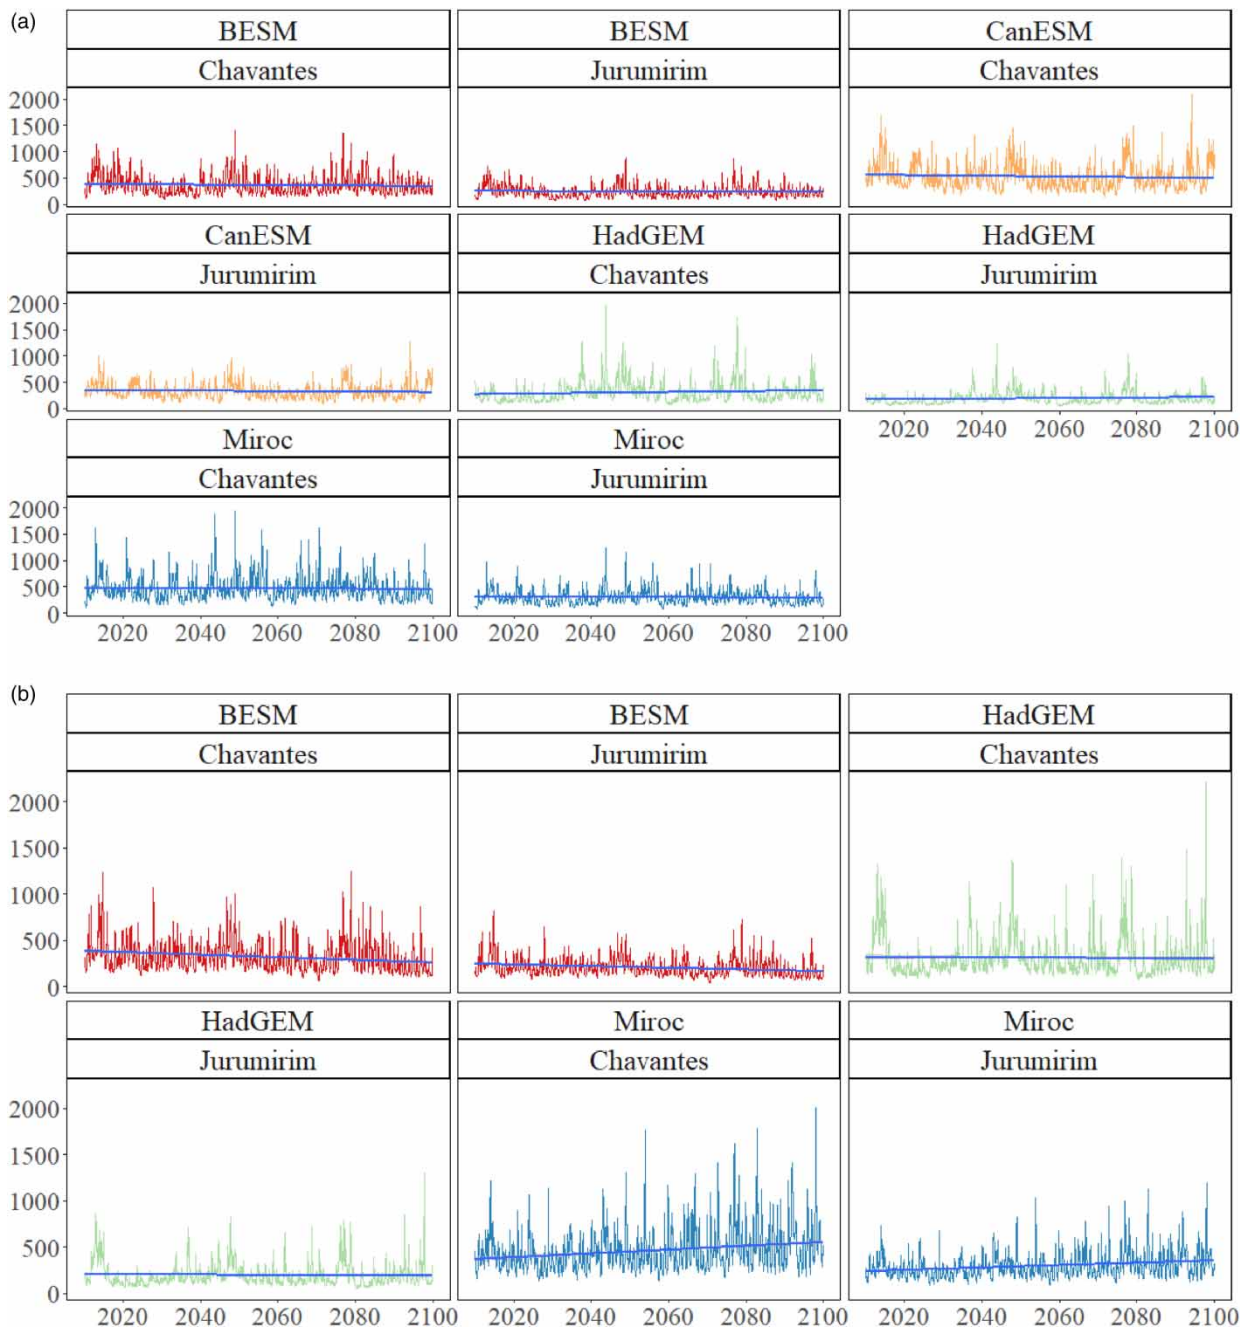 (a)
BESM BESM CanESM
Chavantes Jurumirim Chavantes
2000
1500
1000
500
0
CanESM HadGEM HadGEM
Jurumirim Chavantes Jurumirim
2000
1500
1000
500
0
2020 2040 2060 2080 2100
Miroc Miroc
Chavantes Jurumirim
2000
1500
1000
500
0
2020 2040 2060 2080 2100 2020 2040 2060 2080 2100
(b)
BESM BESM HadGEM
Chavantes Jurumirim Chavantes
2000
1500
1000
500
0
HadGEM Miroc Miroc
Jurumirim Chavantes Jurumirim
2000
1500
1000
500
0
2020 2040 2060 2080 2100 2020 2040 2060 2080 2100 2020 2040 2060 2080 2100